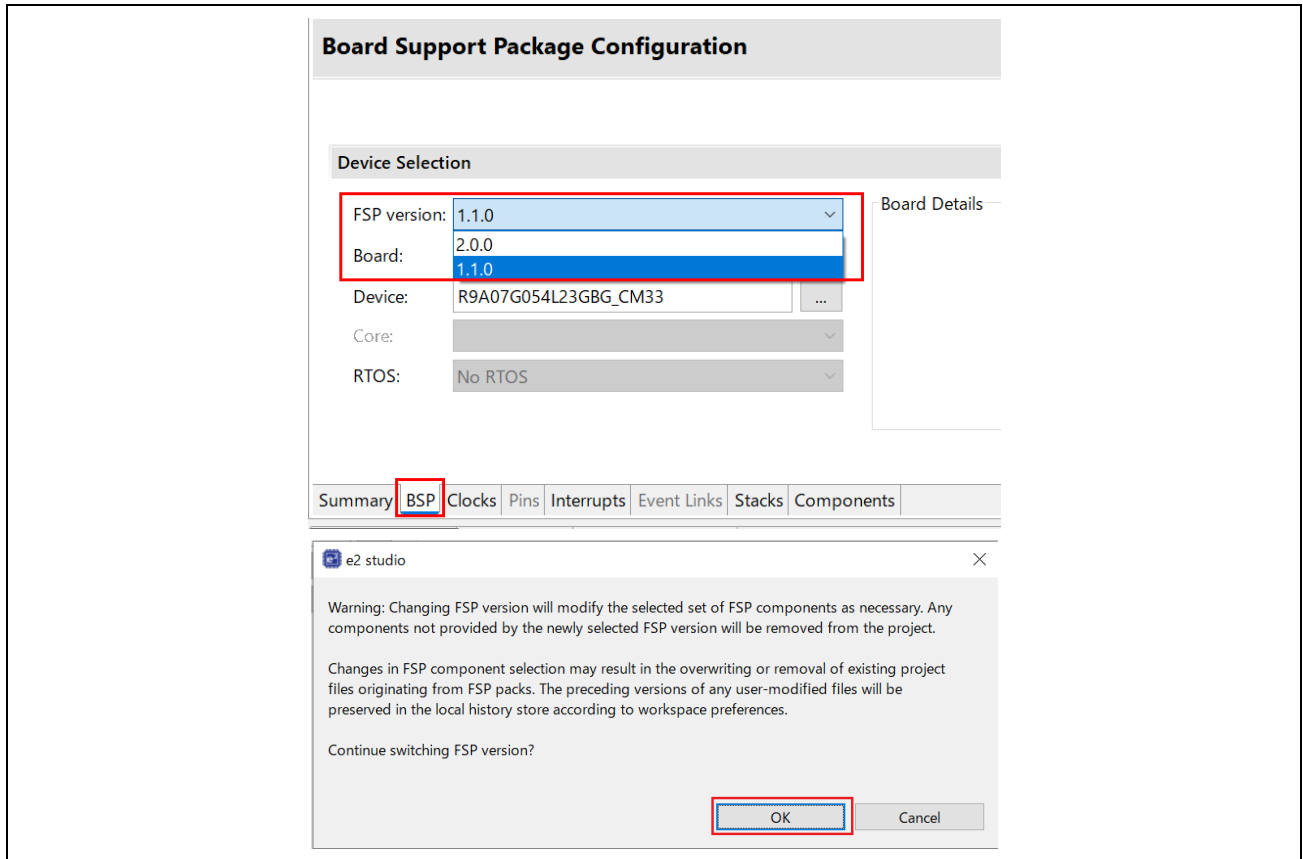 Board Support Package Configuration
Device Selection
FSP version: 1.1.0
Board Details
2.0.0
Board:
1.1.0
Device: R9A07G054L23GBG_CM33 ...
Core:
RTOS: No RTOS
Summary BSP Clocks Pins Interrupts Event Links Stacks Components
e2 studio
Warning: Changing FSP version will modify the selected set of FSP components as necessary. Any
components not provided by the newly selected FSP version will be removed from the project.
Changes in FSP component selection may result in the overwriting or removal of existing project
files originating from FSP packs. The preceding versions of any user-modified files will be
preserved in the local history store according to workspace preferences.
Continue switching FSP version?
OK Cancel